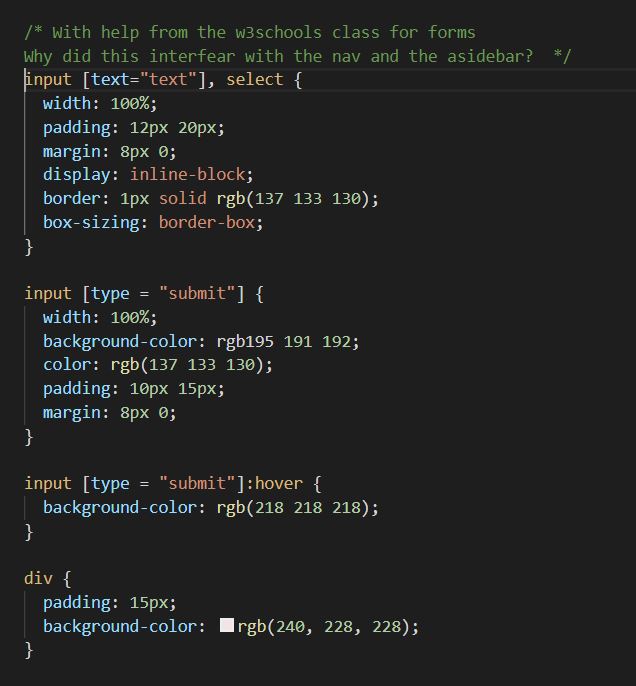 /* With help from the w3schools class for forms
Why did this interfear with the nav and the asidebar?  */
input [text="text"], select {
  width: 100%;
  padding: 12px 20px;
  margin: 8px 0;
  display: inline-block;
  border: 1px solid rgb(137 133 130);
  box-sizing: border-box;
}

input [type = "submit"] {
  width: 100%;
  background-color: rgb195 191 192;
  color: rgb(137 133 130);
  padding: 10px 15px;
  margin: 8px 0;
}

input [type = "submit"]:hover {
  background-color: rgb(218 218 218);
}

div {
  padding: 15px;
  background-color: rgb(240, 228, 228);
}